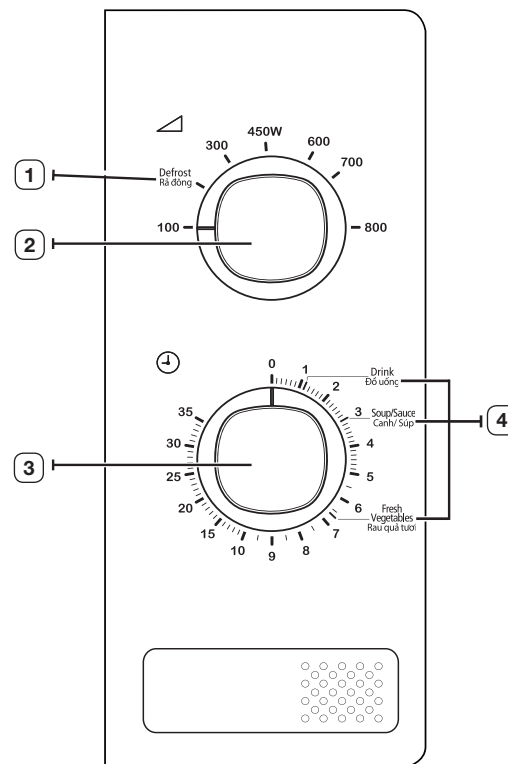 450W
300
600
700
Defrost
Rả đông
1
100
800
2
0
1
Drink
Đồ uống
2
35
3
Soup/Sauce
Canh/ Súp
4
30
4
3
25
5
20
6
Fresh
Vegetables
Rau quả tươi
15
7
10
8
9